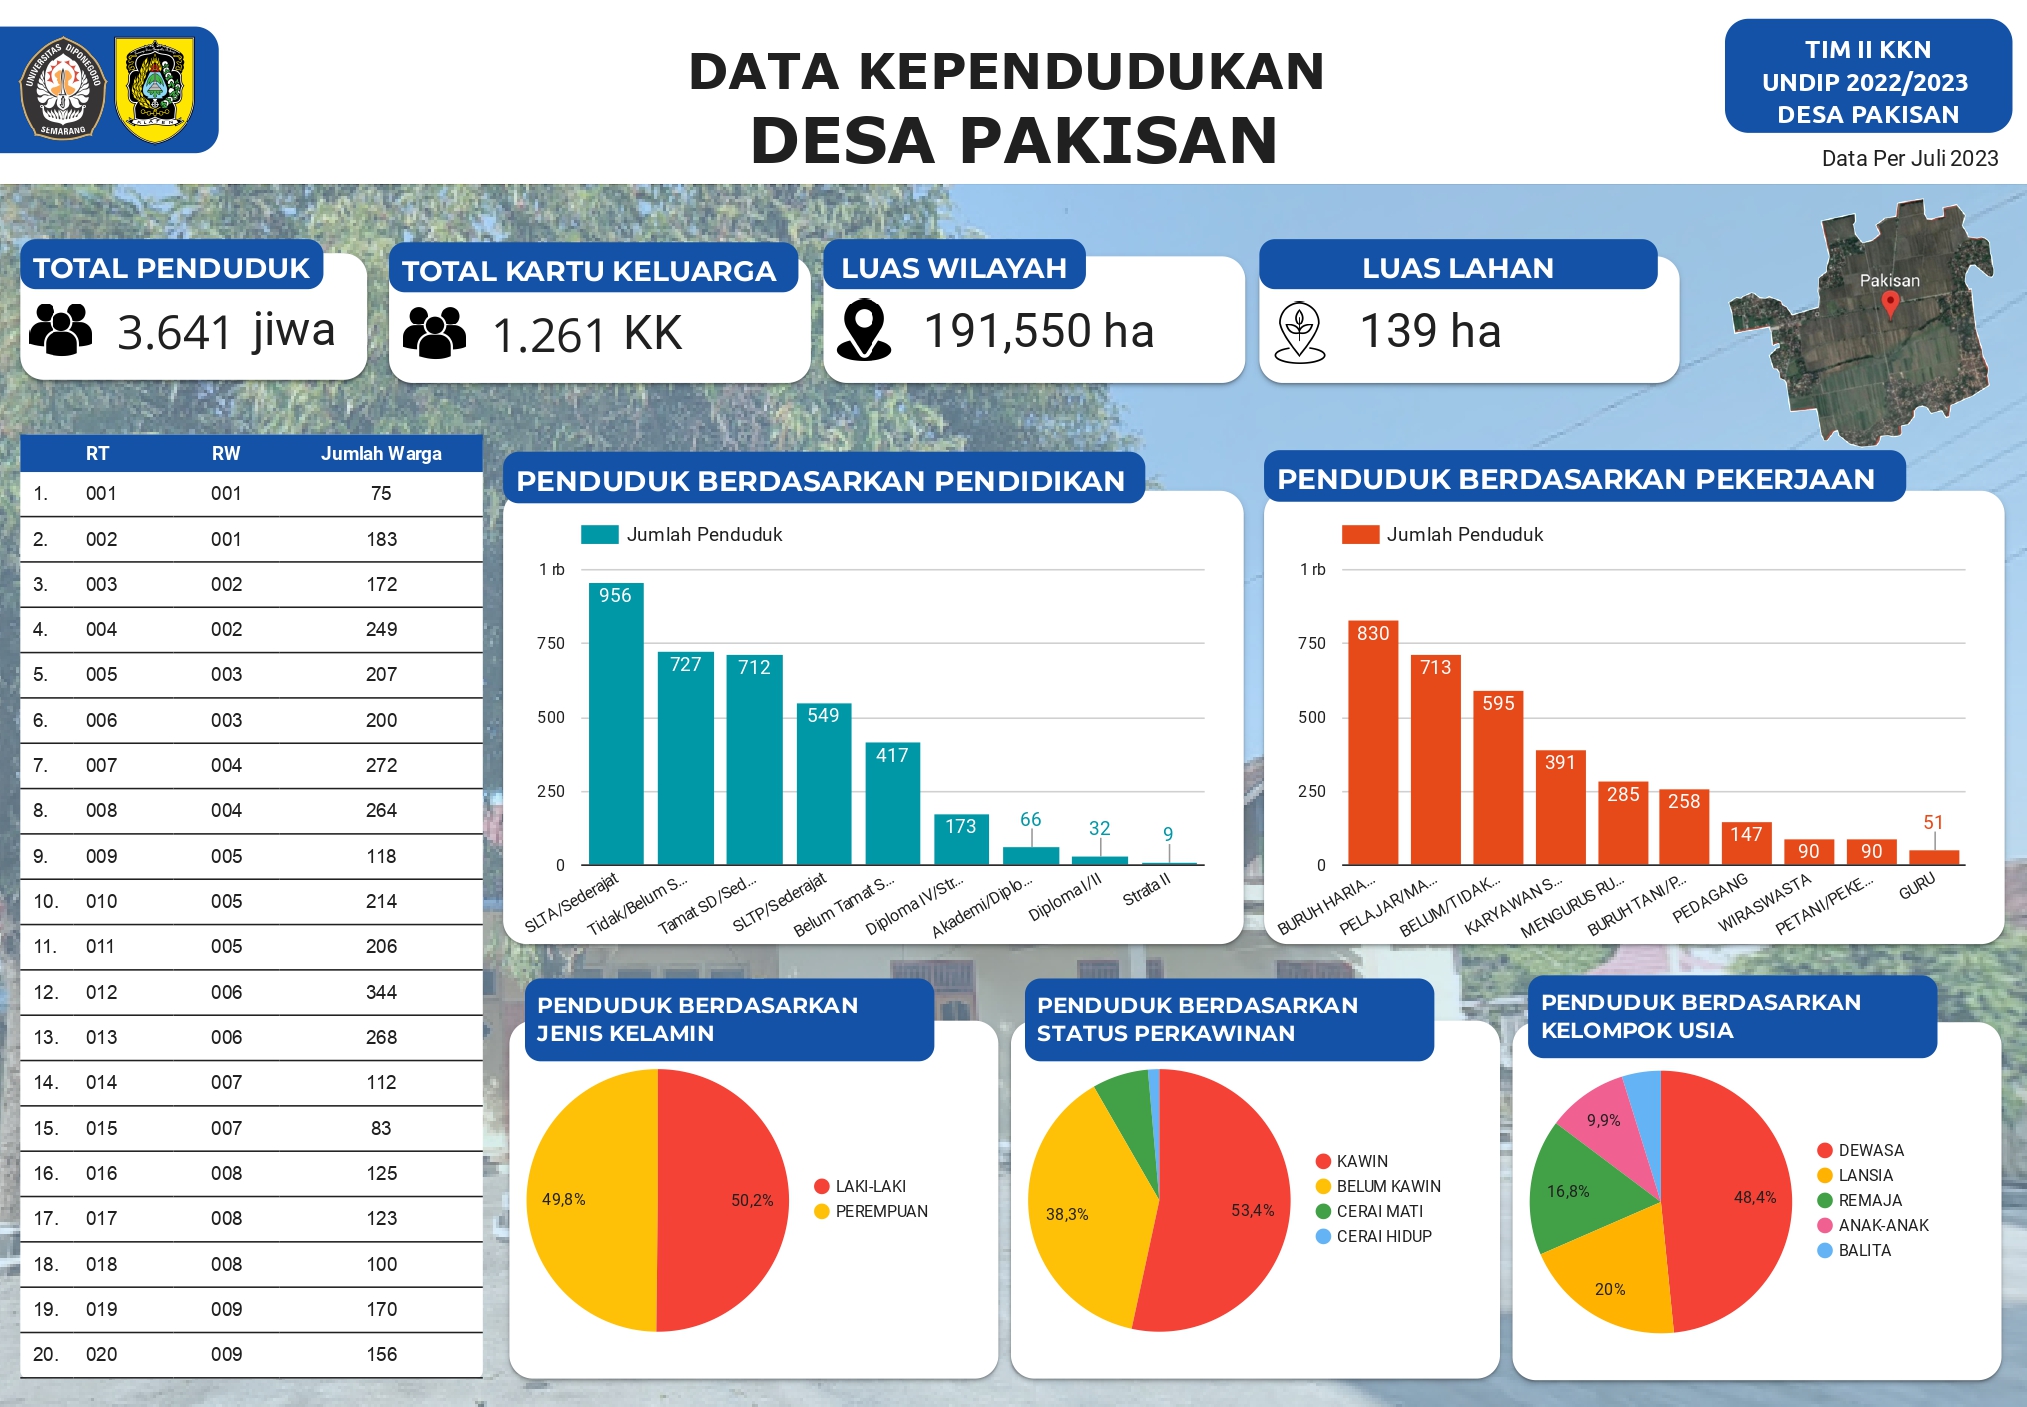 UNIVERSITAS DIPONEGORO
SEMARANG
KLATEN
DATA KEPENDUDUKAN
DESA PAKISAN
TIM II KKN
UNDIP 2022/2023
DESA PAKISAN
Data Per Juli 2023
TOTAL PENDUDUK
3.641 jiwa
TOTAL KARTU KELUARGA
1.261 KK
LUAS WILAYAH
191,550 ha
LUAS LAHAN
139 ha
Pakisan
RT RW Jumlah Warga
1. 001 001 75
2. 002 001 183
3. 003 002 172
4. 004 002 249
5. 005 003 207
6. 006 003 200
7. 007 004 272
8. 008 004 264
9. 009 005 118
10. 010 005 214
11. 011 005 206
12. 012 006 344
13. 013 006 268
14. 014 007 112
15. 015 007 83
16. 016 008 125
17. 017 008 123
18. 018 008 100
19. 019 009 170
20. 020 009 156
PENDUDUK BERDASARKAN PENDIDIKAN
Jumlah Penduduk
1 rb
750
500
250
0
956
727
712
549
417
173
66
32
9
SLTA/Sederajat
Tidak/Belum S...
Tamat SD/Sed...
SLTP/Sederajat
Belum Tamat S...
Diploma IV/Str...
Akademi/Diplo...
Diploma I/II
Strata II
PENDUDUK BERDASARKAN PEKERJAAN
Jumlah Penduduk
1 rb
750
500
250
0
830
713
595
391
285
258
147
90
90
51
BURUH HARIA...
PELAJAR/MA...
BELUM/TIDAK...
KARYAWAN S...
MENGURUS RU...
BURUH TANI/P...
PEDAGANG
WIRASWASTA
PETANI/PEKE...
GURU
PENDUDUK BERDASARKAN
JENIS KELAMIN
49,8%
50,2%
LAKI-LAKI
PEREMPUAN
PENDUDUK BERDASARKAN
STATUS PERKAWINAN
38,3%
53,4%
KAWIN
BELUM KAWIN
CERAI MATI
CERAI HIDUP
PENDUDUK BERDASARKAN
KELOMPOK USIA
9,9%
16,8%
48,4%
20%
DEWASA
LANSIA
REMAJA
ANAK-ANAK
BALITA